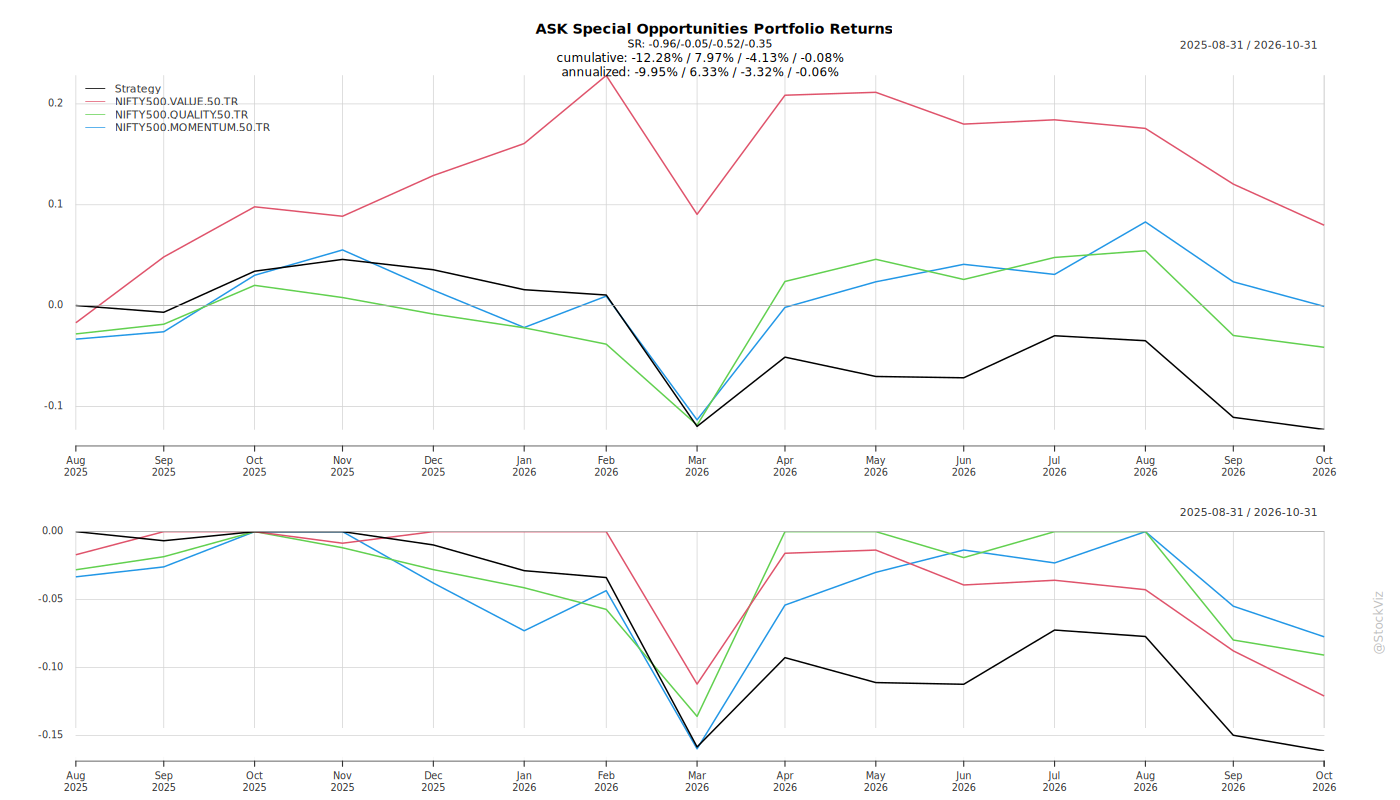 ASK Special Opportunities Portfolio Returns
SR: -0.96/-0.05/-0.52/-0.35
cumulative: -12.28% / 7.97% / -4.13% / -0.08%
annualized: -9.95% / 6.33% / -3.32% / -0.06%
2025-08-31 / 2026-10-31
Strategy
NIFTY500.VALUE.50.TR
NIFTY500.QUALITY.50.TR
NIFTY500.MOMENTUM.50.TR
0.2
0.1
0.0
-0.1
Aug Sep Oct Nov Dec Jan Feb Mar Apr May Jun Jul Aug Sep Oct
2025 2025 2025 2025 2025 2026 2026 2026 2026 2026 2026 2026 2026 2026 2026
2025-08-31 / 2026-10-31
0.00
-0.05
-0.10
-0.15
Aug Sep Oct Nov Dec Jan Feb Mar Apr May Jun Jul Aug Sep Oct
2025 2025 2025 2025 2025 2026 2026 2026 2026 2026 2026 2026 2026 2026 2026
@StockViz